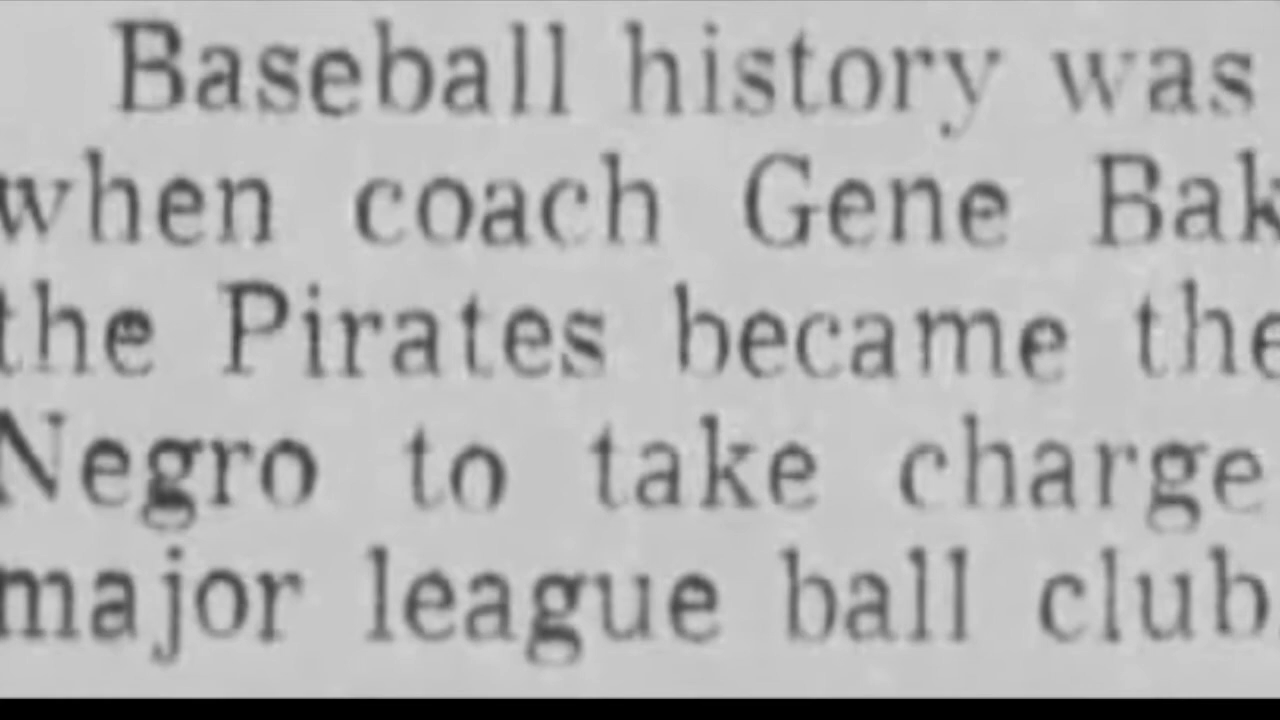 Baseball history was
when coach Gene Bak
the Pirates became the
Negro to take charge
major league ball club